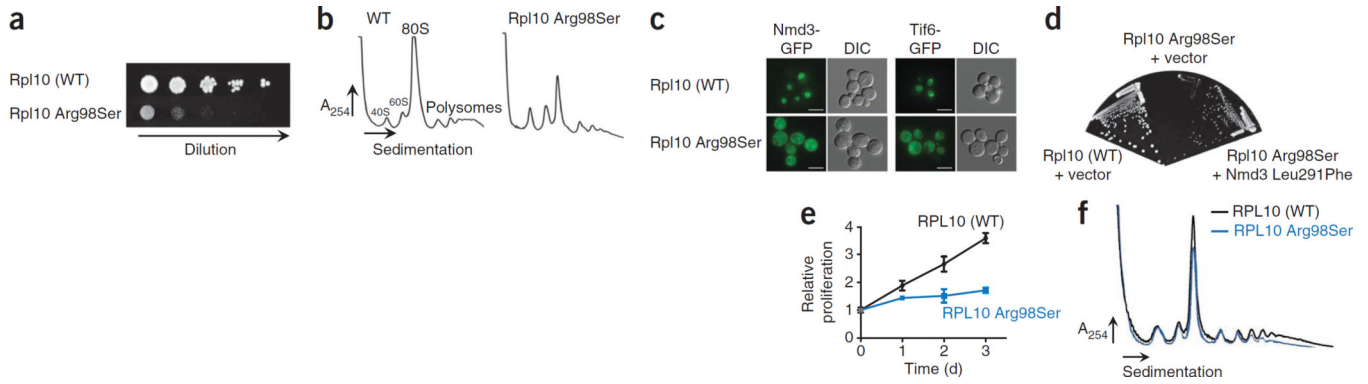 a
Rpl10 (WT)
Rpl10 Arg98Ser
Dilution
b
WT
80S
Rpl10 Arg98Ser
A254
40S
60S
Polysomes
Sedimentation
c
Nmd3-
GFP
DIC
Tif6-
GFP
DIC
Rpl10 (WT)
Rpl10 Arg98Ser
d
Rpl10 Arg98Ser
+ vector
Rpl10 (WT)
+ vector
Rpl10 Arg98Ser
+ Nmd3 Leu291Phe
e
Relative
proliferation
4
3
2
1
0
RPL10 (WT)
RPL10 Arg98Ser
0 1 2 3
Time (d)
f
RPL10 (WT)
RPL10 Arg98Ser
A254
Sedimentation